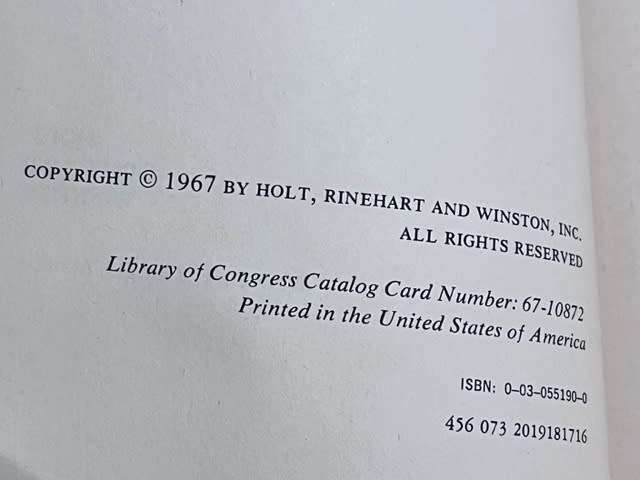 COPYRIGHT © 1967 BY HOLT, RINEHART AND WINSTON, INC.
ALL RIGHTS RESERVED
Library of Congress Catalog Card Number: 67-10872
Printed in the United States of America
ISBN: 0-03-055190-0
456 073 2019181716